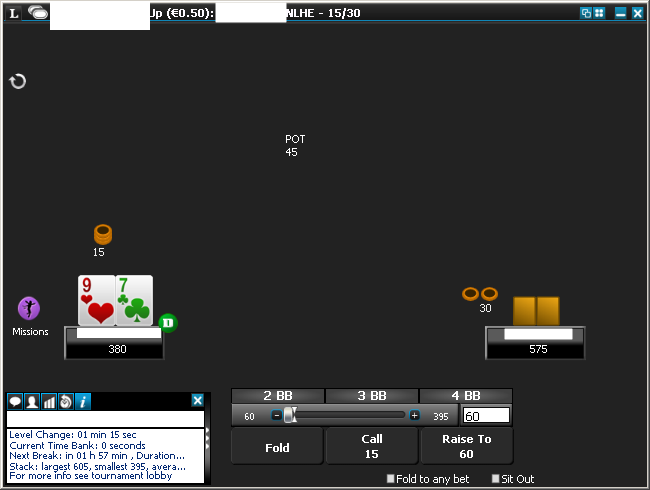 L Up (€0.50): NLHE - 15/30
POT
45
15
9 7
Missions
D
30
380
575
2 BB 3 BB 4 BB
60 - + 395 60
Fold
Call
15
Raise To
60
i
Level Change: 01 min 15 sec
Current Time Bank: 0 seconds
Next Break: in 01 h 57 min , Duration...
Stack: largest 605, smallest 395, avera...
For more info see tournament lobby
Fold to any bet Sit Out